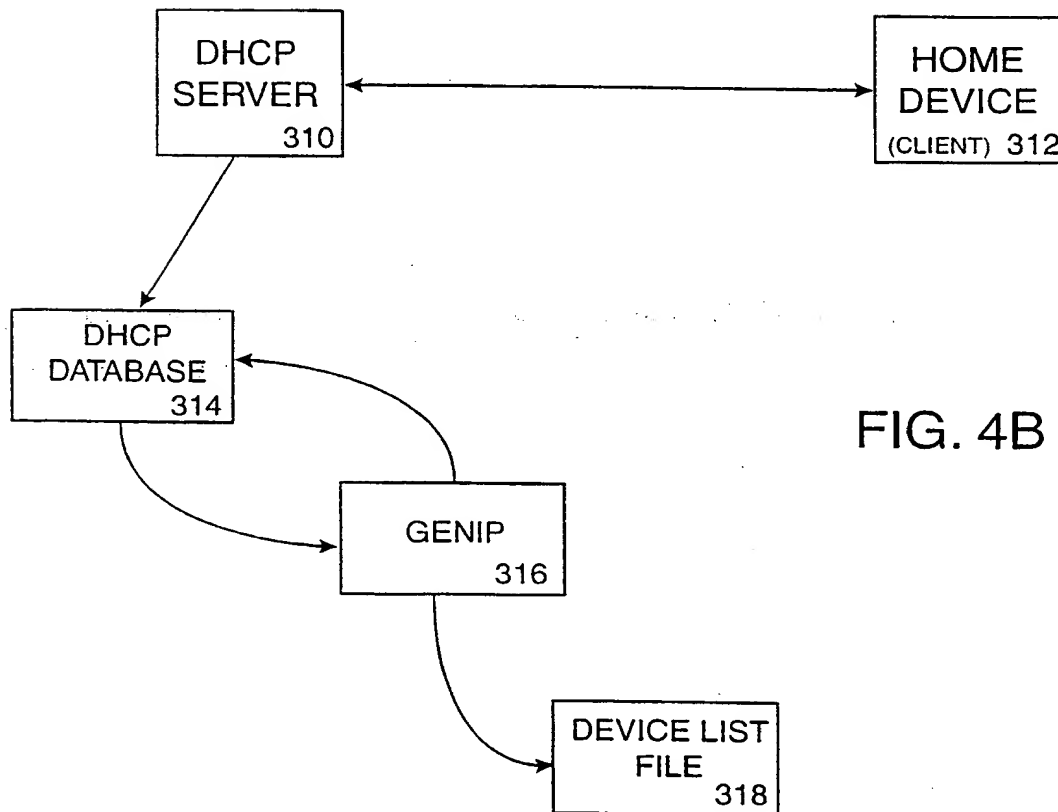 DHCP
SERVER
310
HOME
DEVICE
(CLIENT) 312
DHCP
DATABASE
314
GENIP
316
FIG. 4B
DEVICE LIST
FILE
318